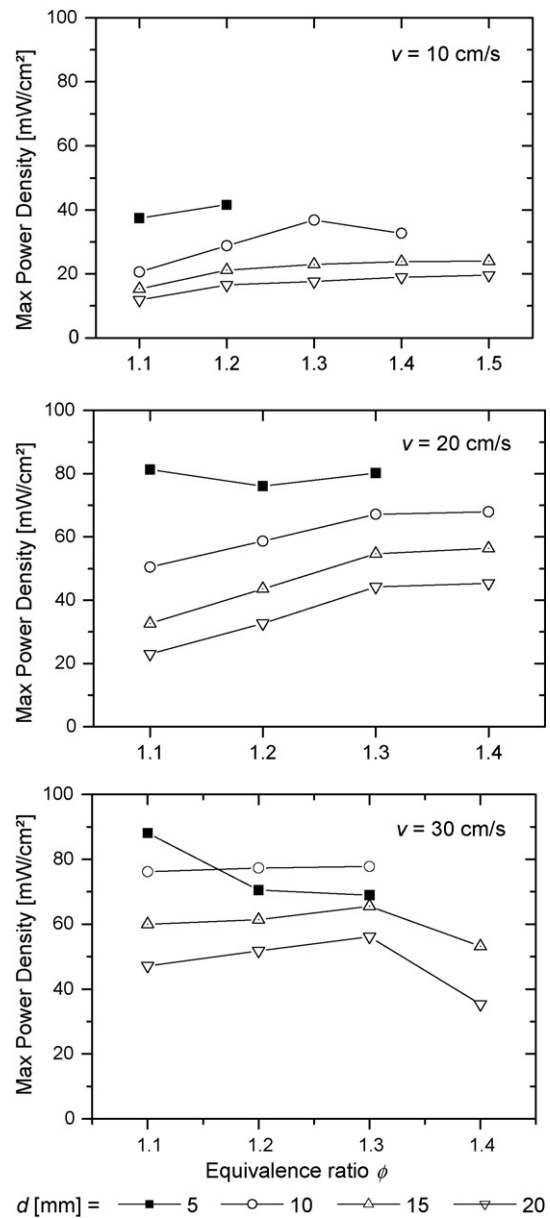 100
80
60
40
20
0
Max Power Density [mW/cm²]
v = 10 cm/s
1.1 1.2 1.3 1.4 1.5
100
80
60
40
20
0
Max Power Density [mW/cm²]
v = 20 cm/s
1.1 1.2 1.3 1.4
100
80
60
40
20
0
Max Power Density [mW/cm²]
v = 30 cm/s
1.1 1.2 1.3 1.4
Equivalence ratio ϕ
d [mm] = 5 10 15 20